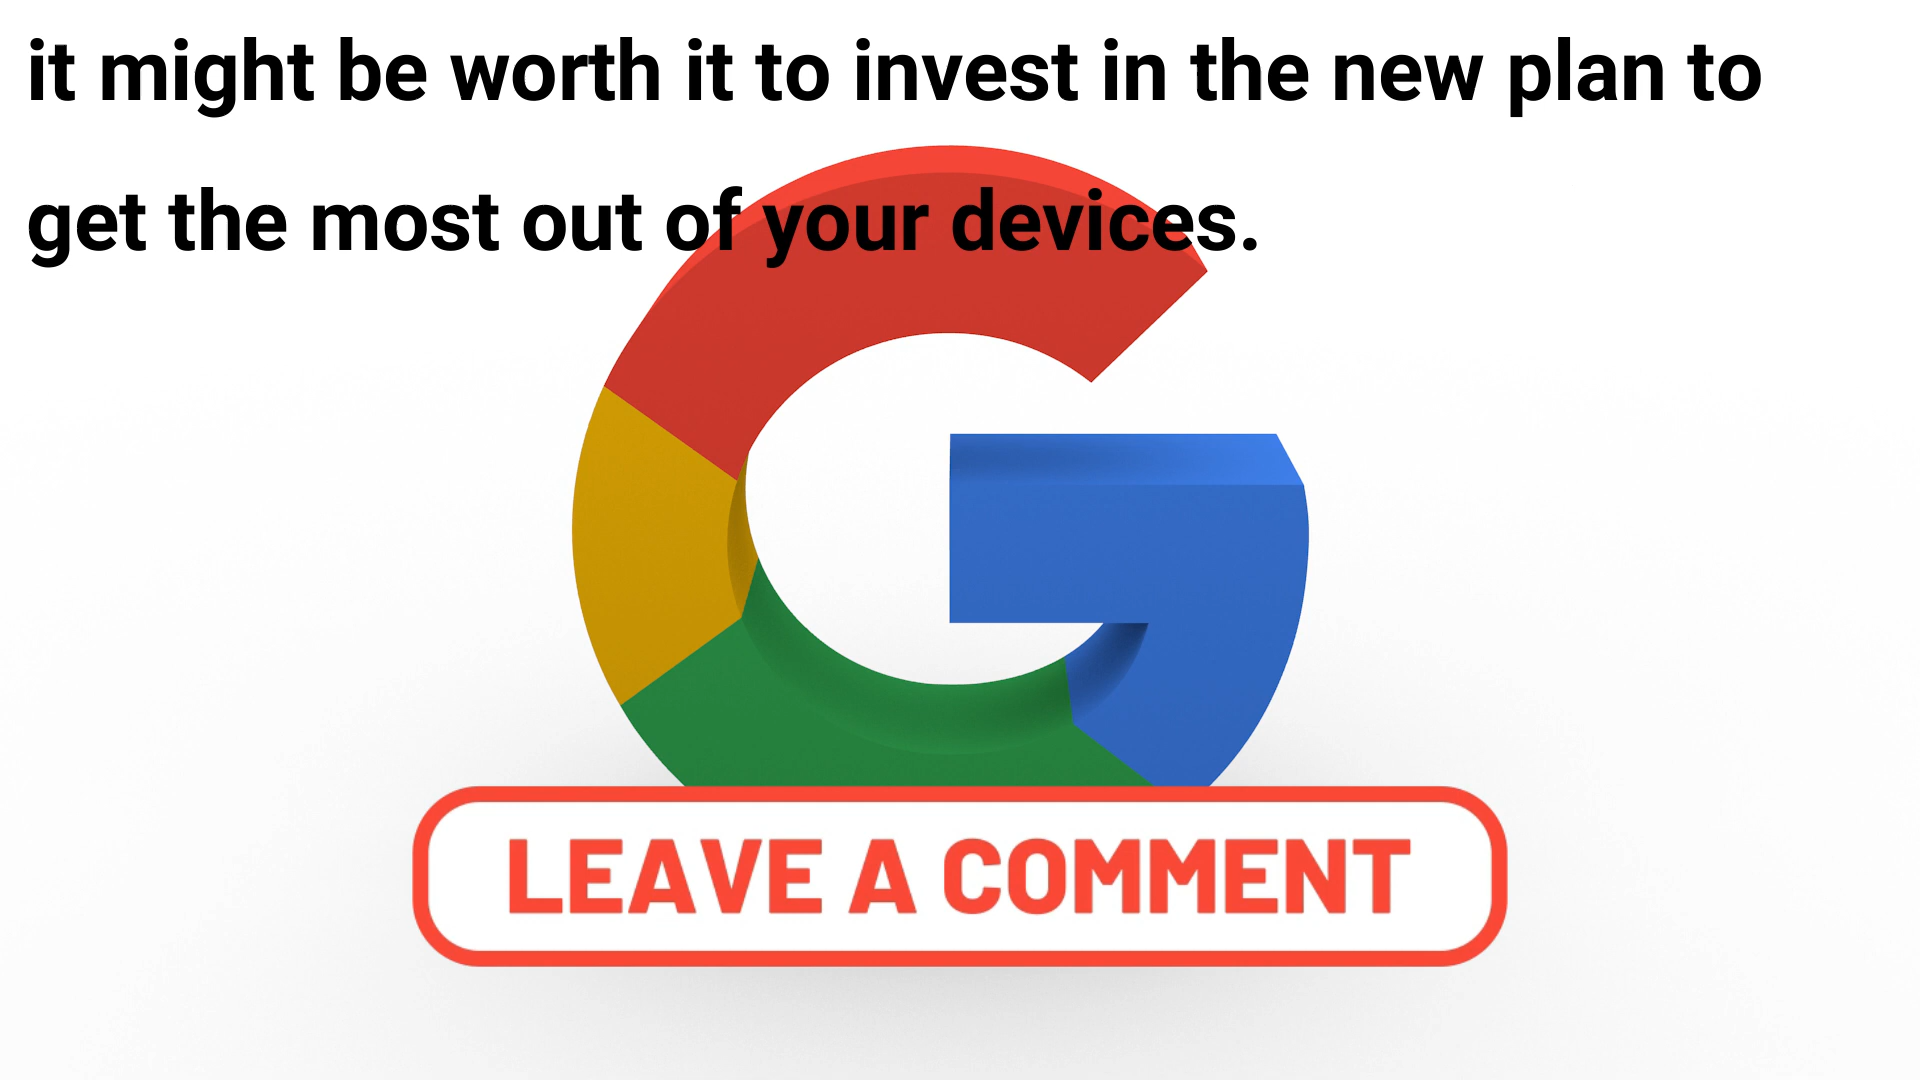 it might be worth it to invest in the new plan to
get the most out of your devices.
LEAVE A COMMENT